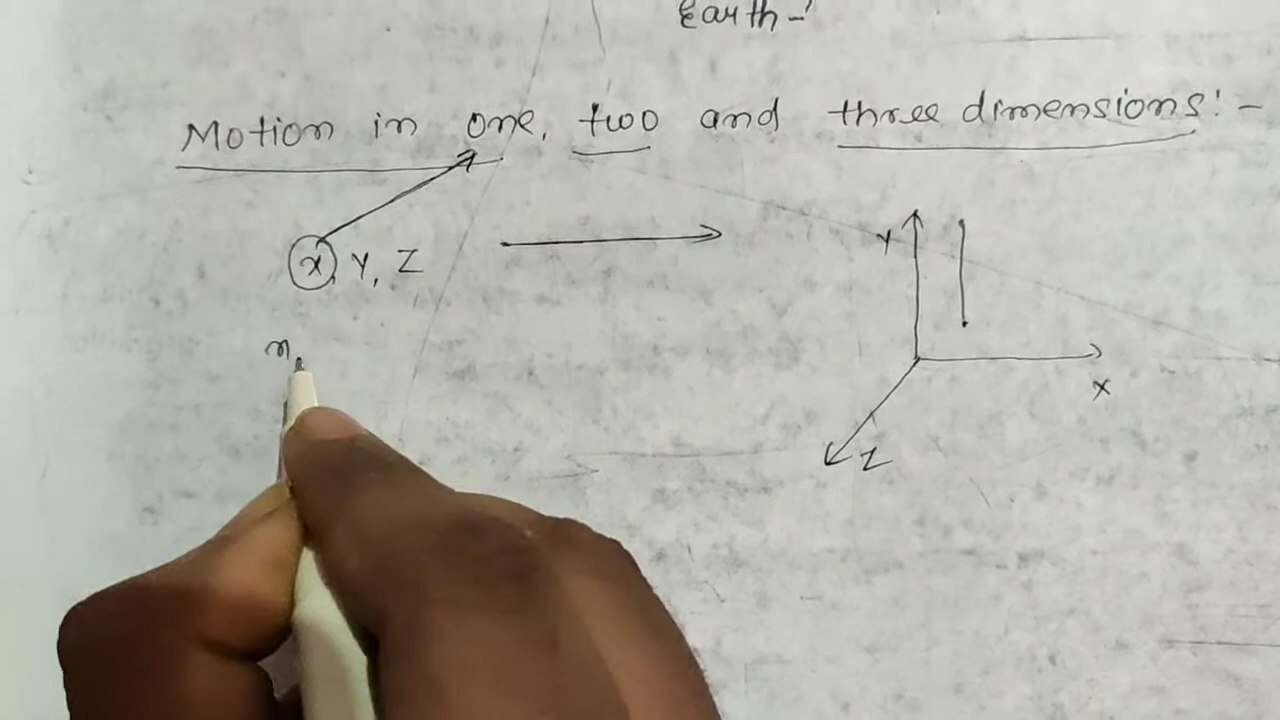 Earth-'
Motion in one, two and three dimensions:-
x, Y, Z
Y
X
Z